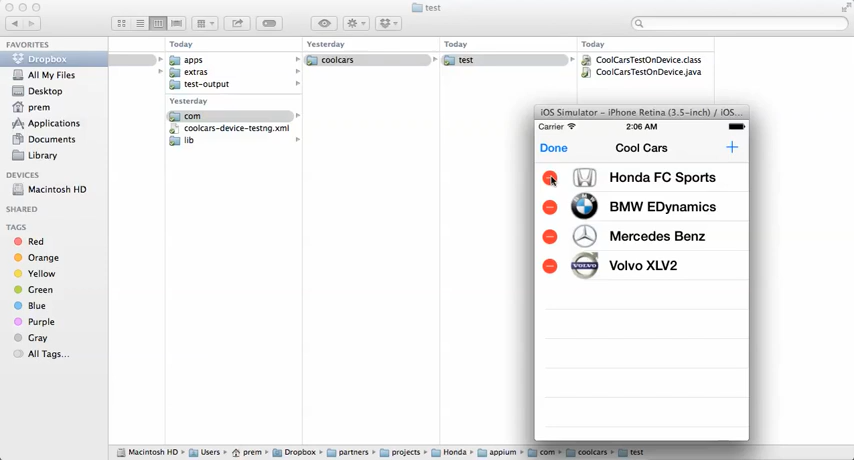 test
FAVORITES
Dropbox
All My Files
Desktop
prem
Applications
Documents
Library
DEVICES
Macintosh HD
SHARED
TAGS
Red
Orange
Yellow
Green
Blue
Purple
Gray
All Tags...
Today
apps
extras
test-output
Yesterday
com
coolcars-device-testng.xml
lib
Yesterday
coolcars
Today
test
Today
CoolCarsTestOnDevice.class
CoolCarsTestOnDevice.java
iOS Simulator - iPhone Retina (3.5-inch) / iOS...
Carrier 2:06 AM
Done Cool Cars +
Honda FC Sports
BMW EDynamics
Mercedes Benz
VOLVO Volvo XLV2
Macintosh HD Users prem Dropbox partners projects Honda appium com coolcars test